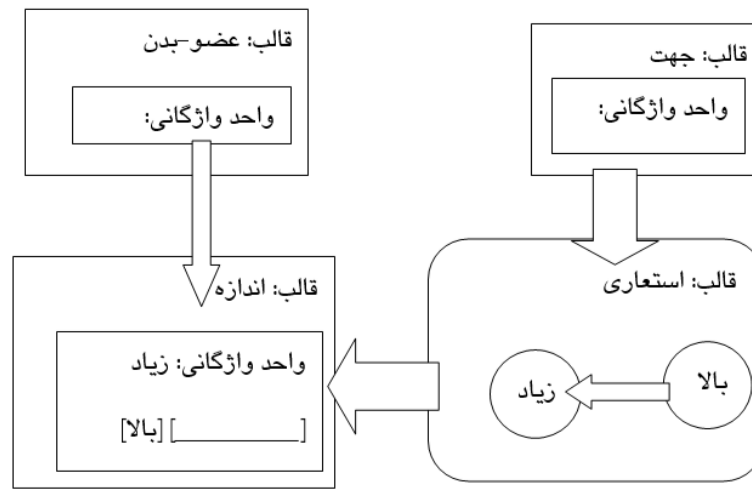 قالب: جهت
واحد واژگانی:
قالب: عضو–بدن
واحد واژگانی:
قالب: استعاری
بالا
زیاد
قالب: اندازه
واحد واژگانی: زیاد
[بالا] [____________]